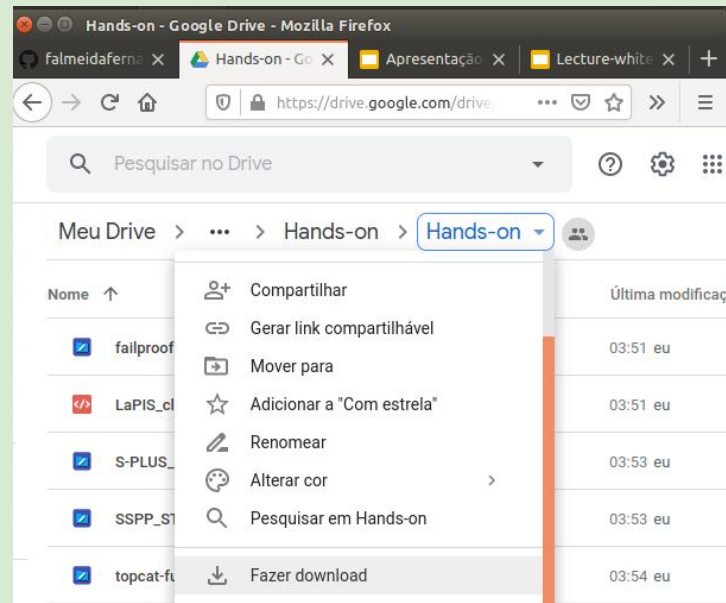 Hands-on - Google Drive - Mozilla Firefox
falmeidaferna
Hands-on - Go
Apresentação
Lecture-white
https://drive.google.com/drive
Pesquisar no Drive
Meu Drive > ••• > Hands-on > Hands-on
Nome
Última modificaç
Compartilhar
Gerar link compartilhável
failproof
03:51 eu
Mover para
Adicionar a "Com estrela"
LaPIS_cl
03:51 eu
Renomear
S-PLUS_
03:53 eu
Alterar cor
Pesquisar em Hands-on
SSPP_ST
03:53 eu
Fazer download
topcat-fu
03:54 eu